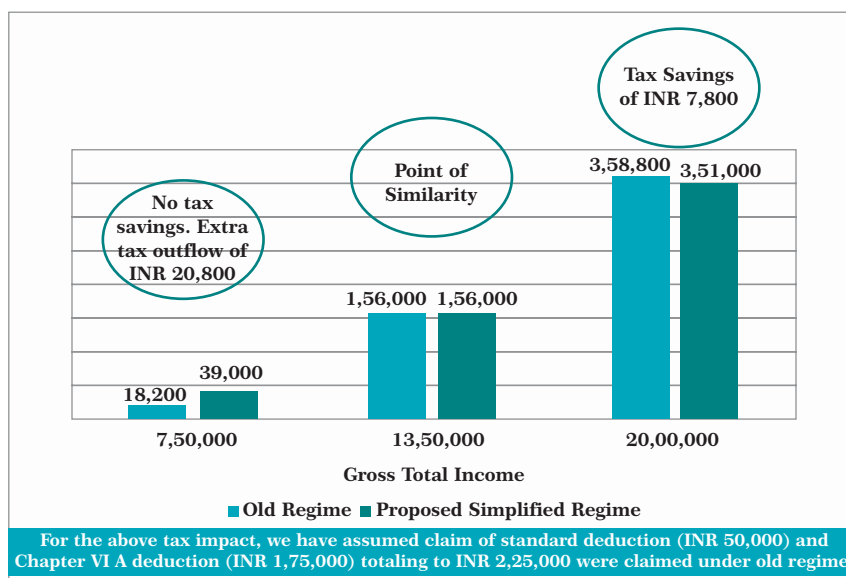 Tax Savings
of INR 7,800
Point of
Similarity
No tax
savings. Extra
tax outflow of
INR 20,800
3,58,800 3,51,000
1,56,000 1,56,000
39,000
18,200
7,50,000 13,50,000 20,00,000
Gross Total Income
Old Regime Proposed Simplified Regime
For the above tax impact, we have assumed claim of standard deduction (INR 50,000) and
Chapter VI A deduction (INR 1,75,000) totaling to INR 2,25,000 were claimed under old regime